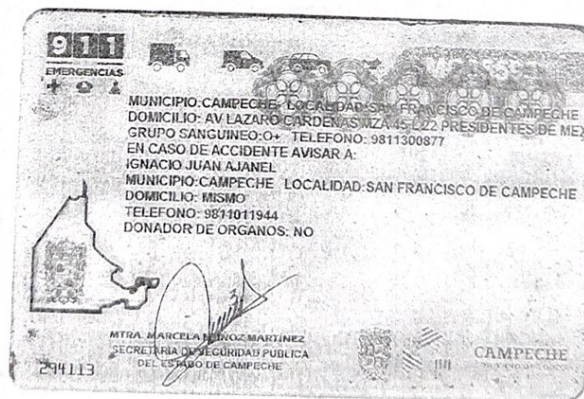 911
EMERGENCIAS
MUNICIPIO:CAMPECHE LOCALIDAD:SAN FRANCISCO DE CAMPECHE
DOMICILIO: AV LAZARO CARDENAS MZA 45 L22 PRESIDENTES DE MEX
GRUPO SANGUINEO:O+ TELEFONO: 9811300877
EN CASO DE ACCIDENTE AVISAR A:
IGNACIO JUAN AJANEL
MUNICIPIO:CAMPECHE LOCALIDAD:SAN FRANCISCO DE CAMPECHE
DOMICILIO: MISMO
TELEFONO: 9811011944
DONADOR DE ORGANOS: NO
MTRA. MARCELA MUÑOZ MARTINEZ
SECRETARIA DE SEGURIDAD PUBLICA
DEL ESTADO DE CAMPECHE
294113
CAMPECHE